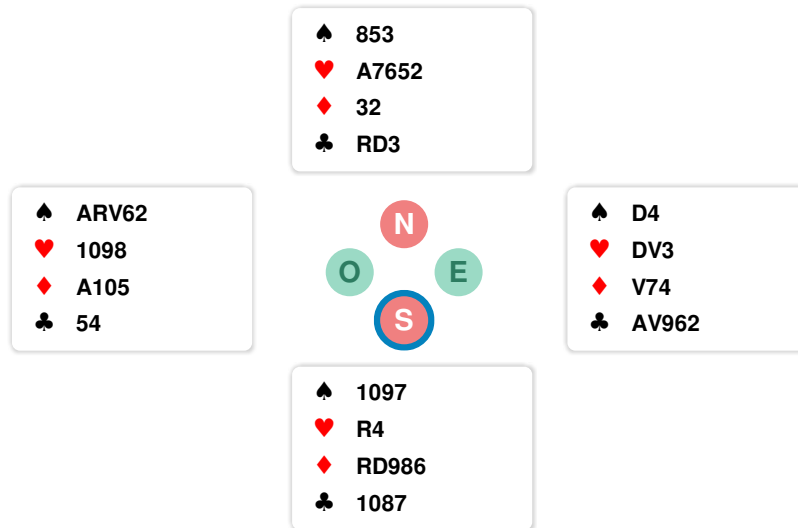 ♠ 853
♥ A7652
♦ 32
♣ RD3
♠ ARV62
♥ 1098
♦ A105
♣ 54
N
O E
S
♠ D4
♥ DV3
♦ V74
♣ AV962
♠ 1097
♥ R4
♦ RD986
♣ 1087